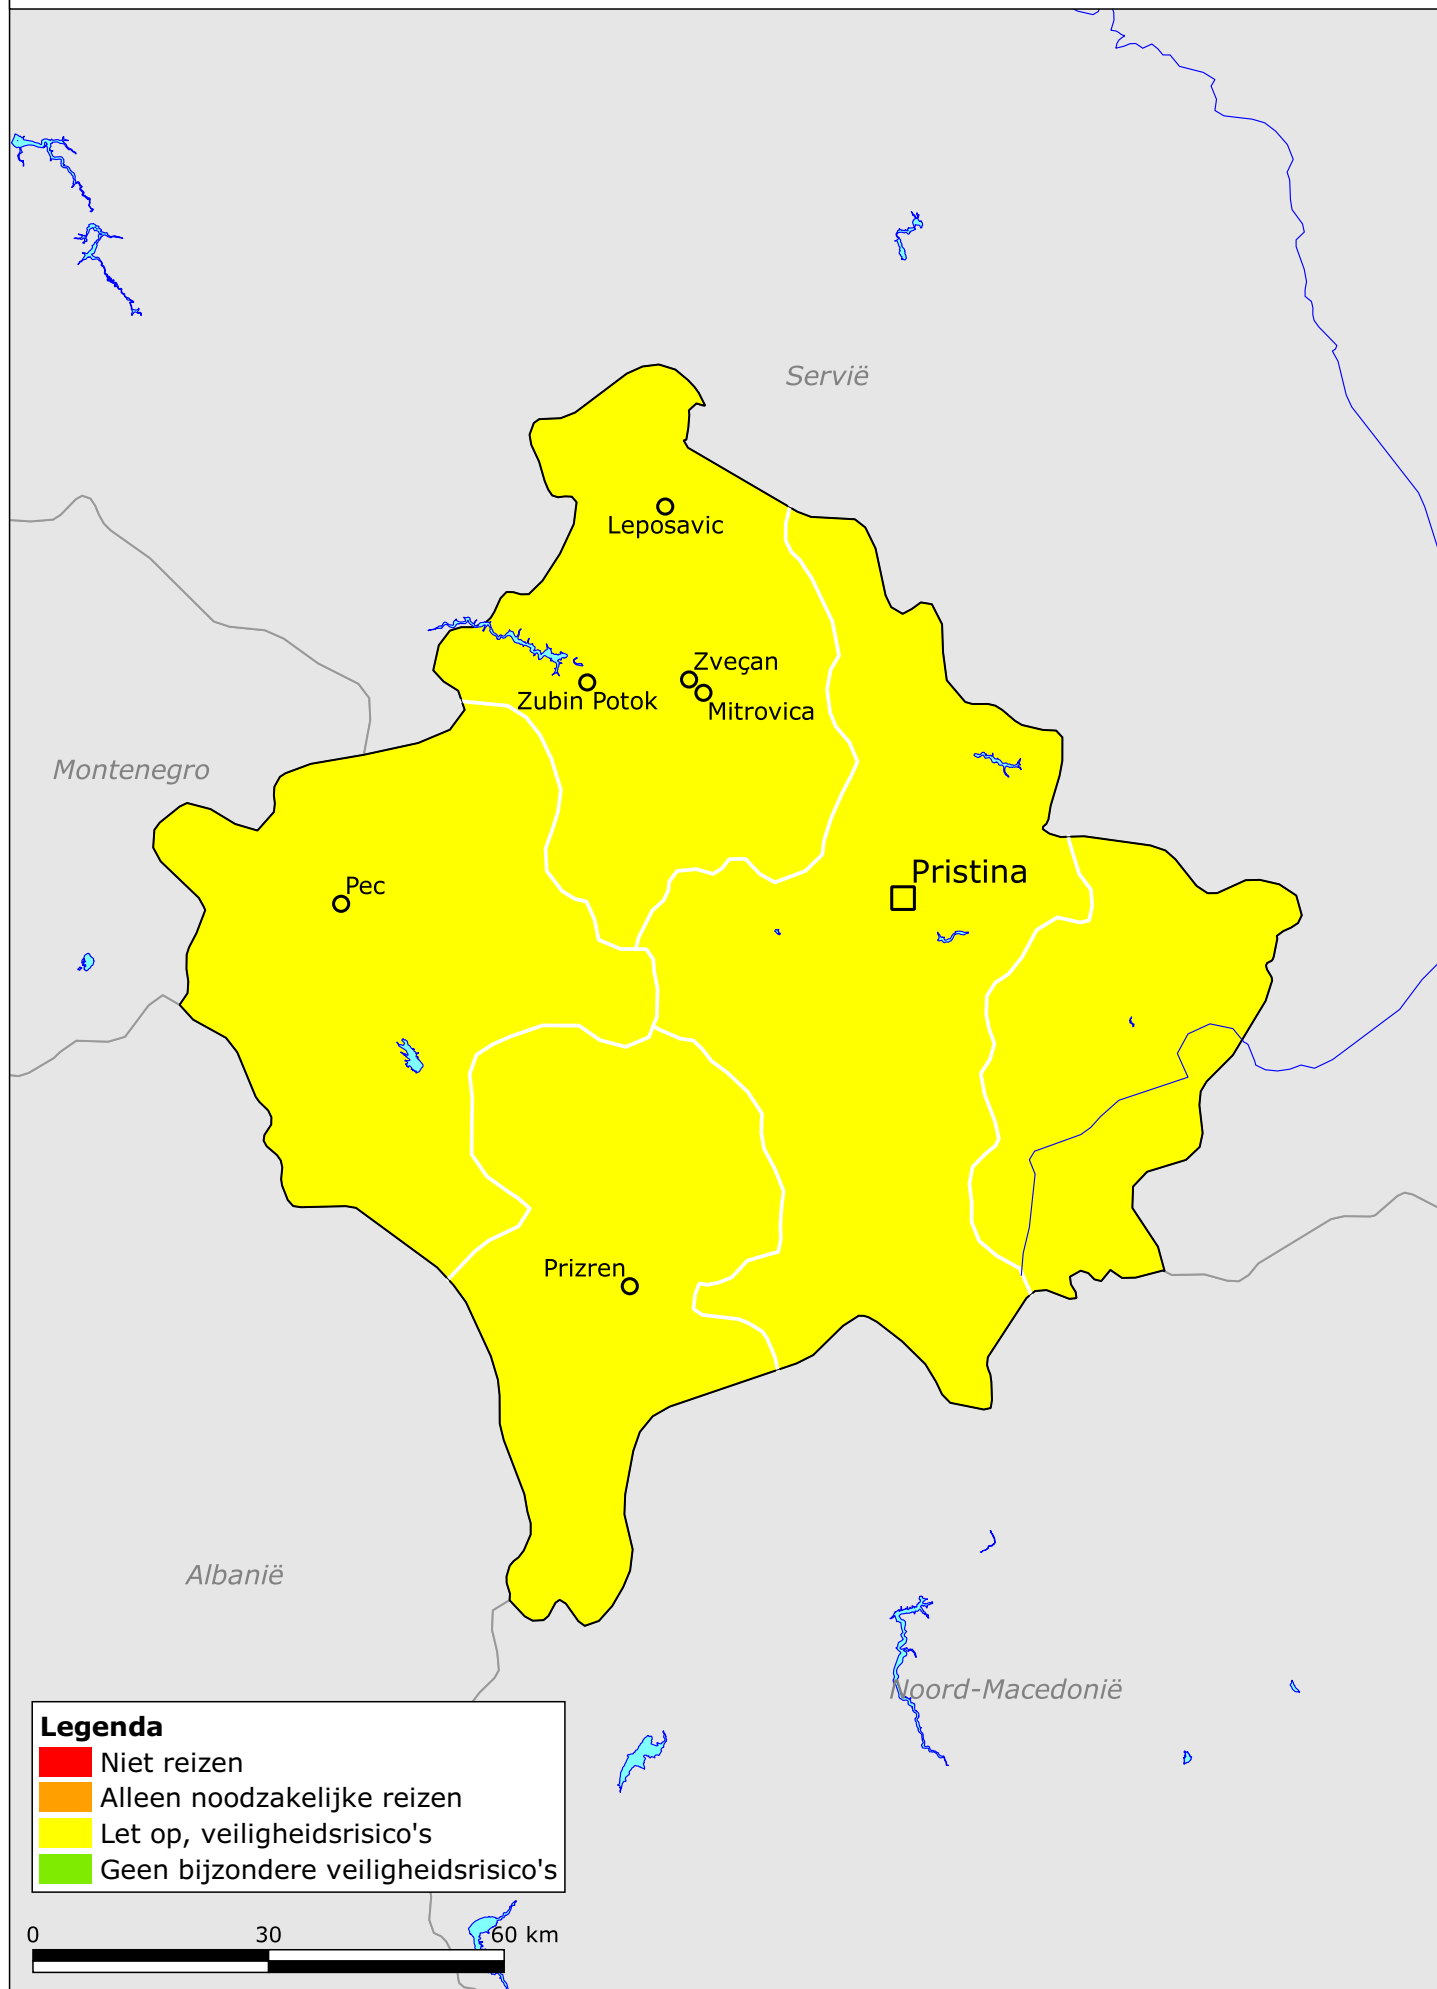 Servië
Leposavic
Zveçan
Zubin Potok
Mitrovica
Montenegro
Pristina
Pec
Prizren
Albanië
Noord-Macedonië
Legenda
Niet reizen
Alleen noodzakelijke reizen
Let op, veiligheidsrisico's
Geen bijzondere veiligheidsrisico's
0 30 60 km